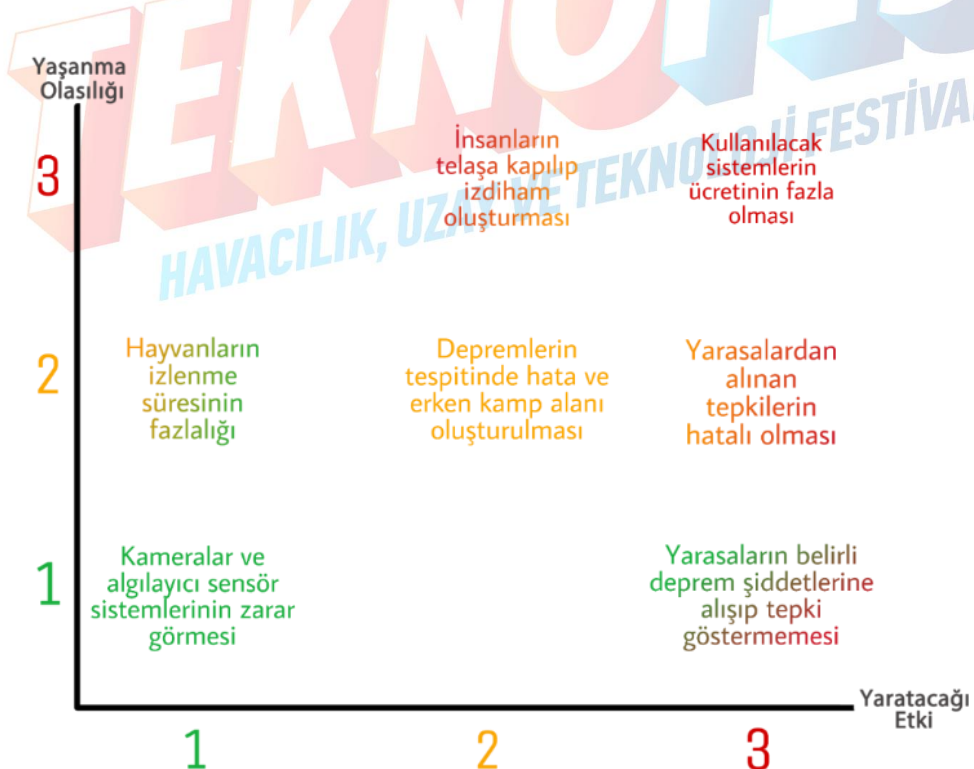 TEKNOFES
HAVACILIK, UZAY VE TEKNOLOJİ FESTİVA
Yaşanma
Olasılığı
3
İnsanların
telaşa kapılıp
izdiham
oluşturması
Kullanılacak
sistemlerin
ücretinin fazla
olması
2
Hayvanların
izlenme
süresinin
fazlalığı
Depremlerin
tespitinde hata ve
erken kamp alanı
oluşturulması
Yarasalardan
alınan
tepkilerin
hatalı olması
1
Kameralar ve
algılayıcı sensör
sistemlerinin zarar
görmesi
Yarasaların belirli
deprem şiddetlerine
alışıp tepki
göstermemesi
Yaratacağı
Etki
1
2
3